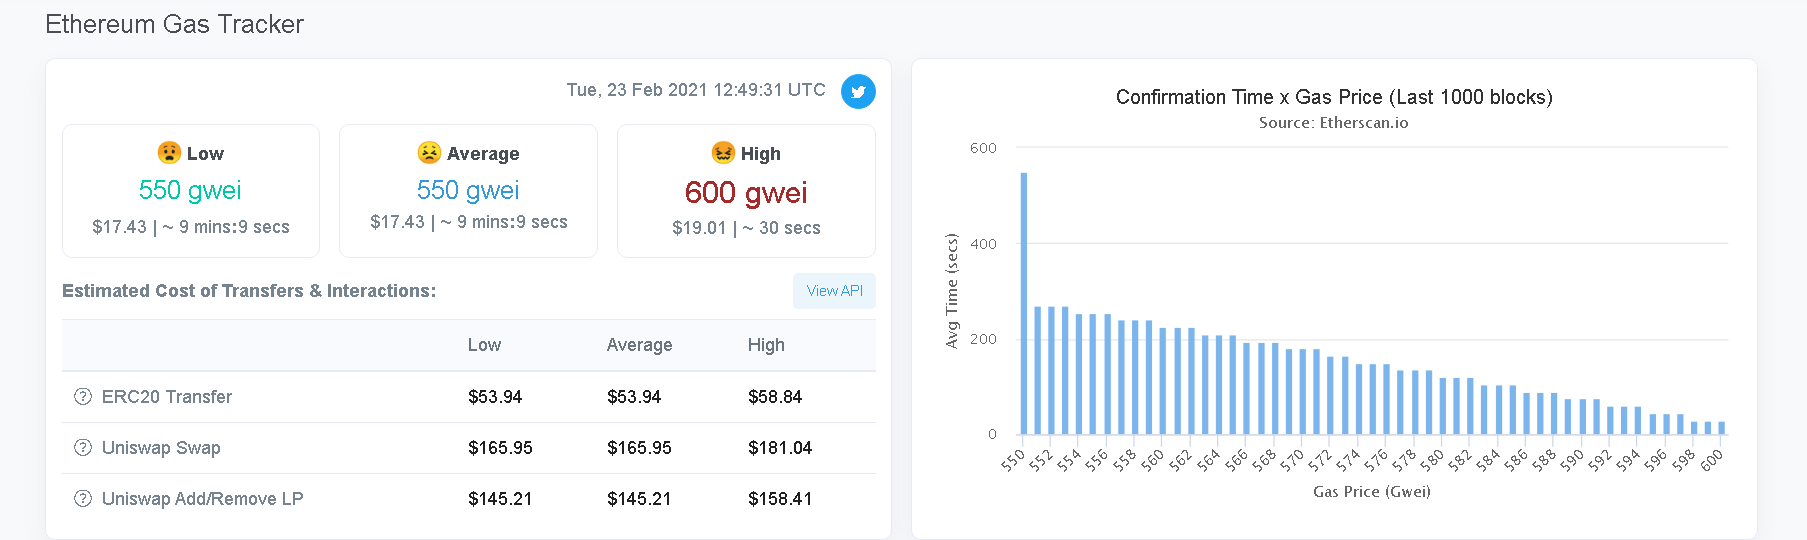 Ethereum Gas Tracker
Tue, 23 Feb 2021 12:49:31 UTC
Low
550 gwei
$17.43 | ~ 9 mins:9 secs
Average
550 gwei
$17.43 | ~ 9 mins:9 secs
High
600 gwei
$19.01 | ~ 30 secs
Estimated Cost of Transfers & Interactions:
View API
Low Average High
ERC20 Transfer $53.94 $53.94 $58.84
Uniswap Swap $165.95 $165.95 $181.04
Uniswap Add/Remove LP $145.21 $145.21 $158.41
Confirmation Time x Gas Price (Last 1000 blocks)
Source: Etherscan.io
Avg Time (secs)
600
400
200
0
550 552 554 556 558 560 562 564 566 568 570 572 574 576 578 580 582 584 586 588 590 592 594 596 598 600
Gas Price (Gwei)